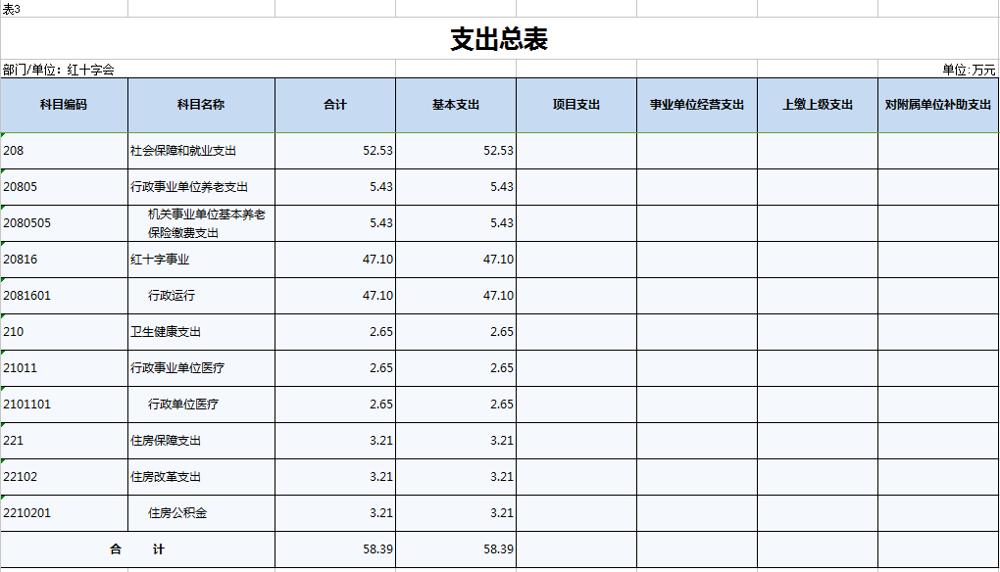 表3
支出总表
部门/单位：红十字会 单位:万元
科目编码 科目名称 合计 基本支出 项目支出 事业单位经营支出 上缴上级支出 对附属单位补助支出
208 社会保障和就业支出 52.53 52.53
20805 行政事业单位养老支出 5.43 5.43
2080505 机关事业单位基本养老
保险缴费支出 5.43 5.43
20816 红十字事业 47.10 47.10
2081601 行政运行 47.10 47.10
210 卫生健康支出 2.65 2.65
21011 行政事业单位医疗 2.65 2.65
2101101 行政单位医疗 2.65 2.65
221 住房保障支出 3.21 3.21
22102 住房改革支出 3.21 3.21
2210201 住房公积金 3.21 3.21
合 计 58.39 58.39